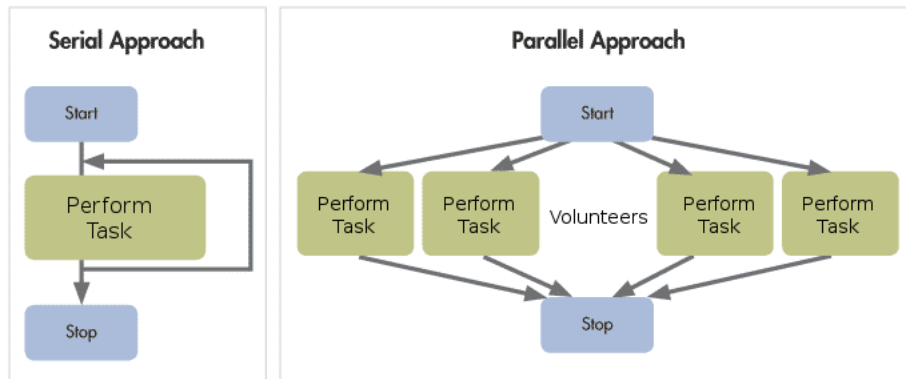 Serial Approach
Start
Perform
Task
Stop
Parallel Approach
Start
Perform
Task
Perform
Task
Volunteers
Perform
Task
Perform
Task
Stop